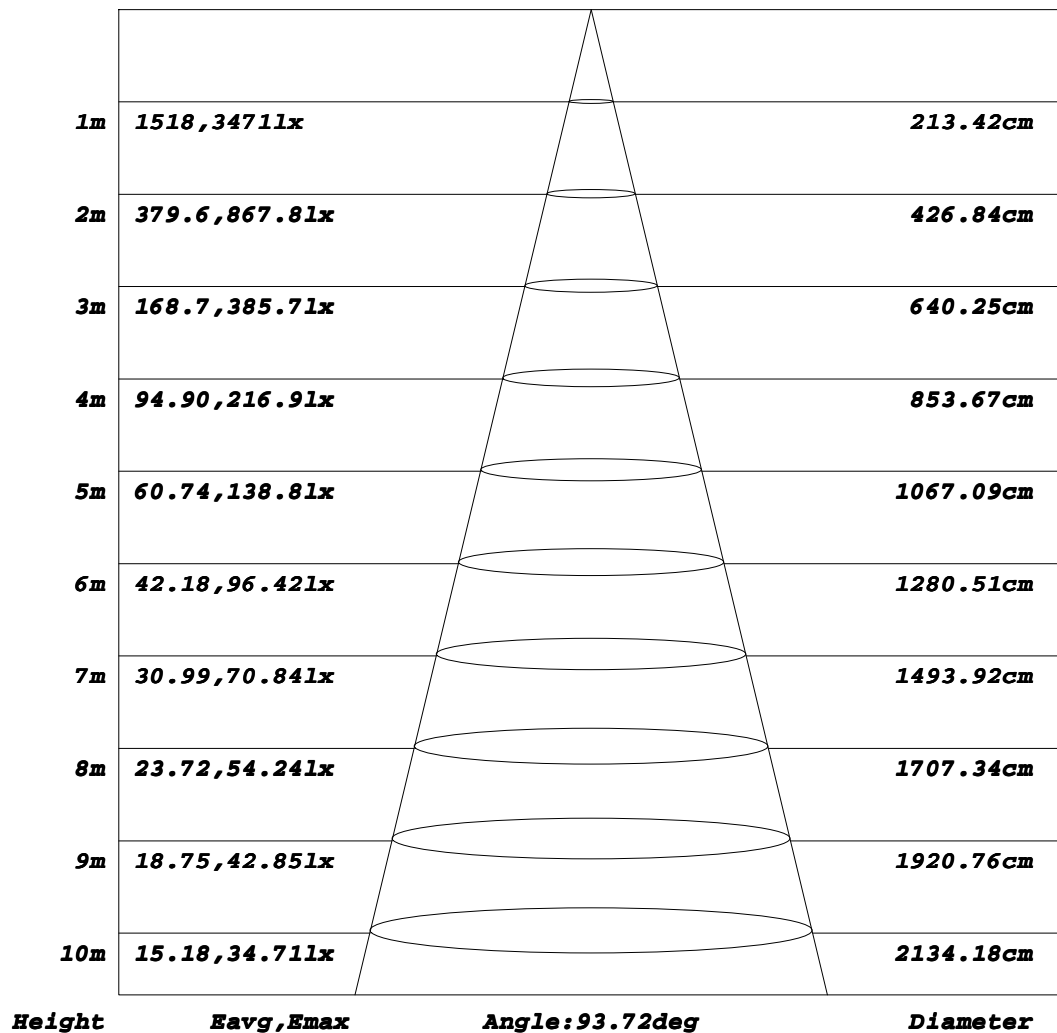 1m 1518,3471lx 213.42cm
2m 379.6,867.8lx 426.84cm
3m 168.7,385.7lx 640.25cm
4m 94.90,216.9lx 853.67cm
5m 60.74,138.8lx 1067.09cm
6m 42.18,96.42lx 1280.51cm
7m 30.99,70.84lx 1493.92cm
8m 23.72,54.24lx 1707.34cm
9m 18.75,42.85lx 1920.76cm
10m 15.18,34.71lx 2134.18cm
Height Eavg,Emax Angle:93.72deg Diameter